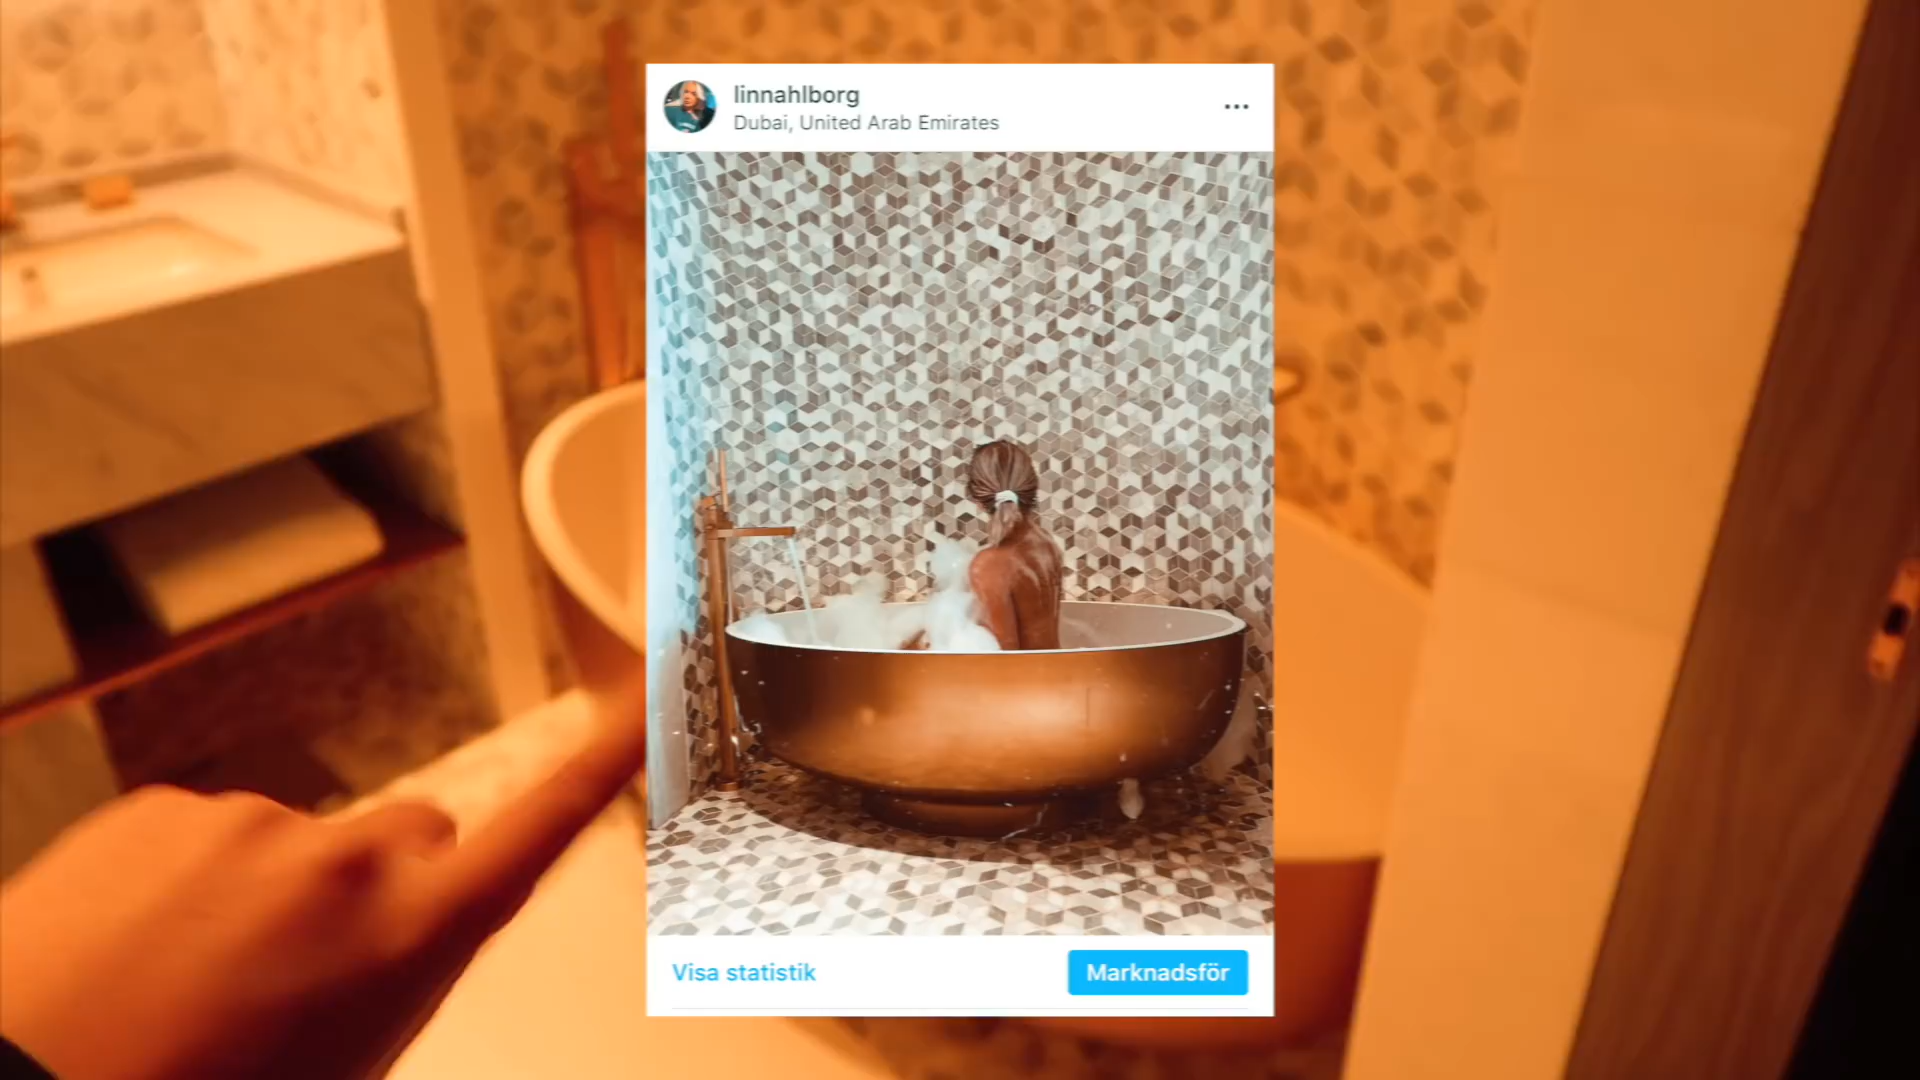 linnahlborg
Dubai, United Arab Emirates
Visa statistik
Marknadsför